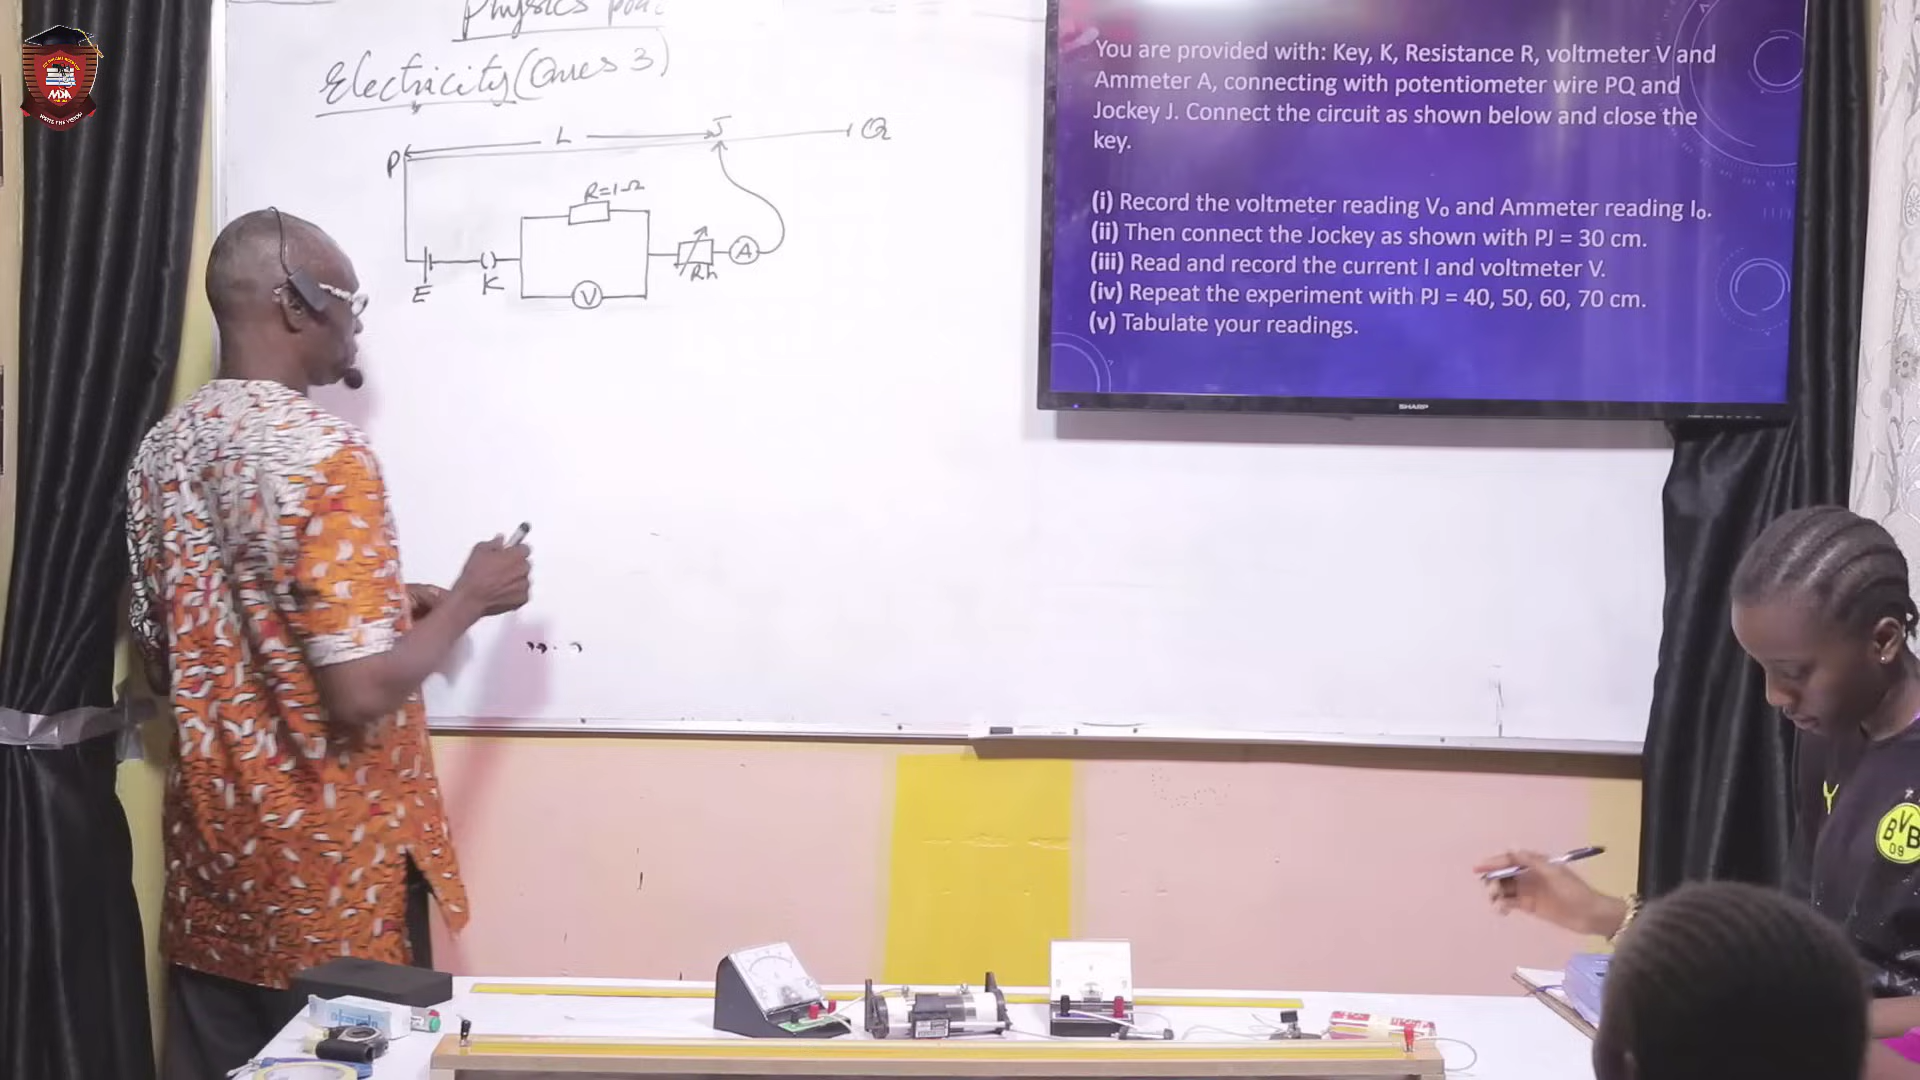 Physics
Electricity (Ques 3)
P
L
J
Q
R=1Ω
E
K
V
Rh
A
You are provided with: Key, K, Resistance R, voltmeter V and
Ammeter A, connecting with potentiometer wire PQ and
Jockey J. Connect the circuit as shown below and close the
key.
(i) Record the voltmeter reading V₀ and Ammeter reading I₀.
(ii) Then connect the Jockey as shown with PJ = 30 cm.
(iii) Read and record the current I and voltmeter V.
(iv) Repeat the experiment with PJ = 40, 50, 60, 70 cm.
(v) Tabulate your readings.
SHARP
MDA
BVB
09